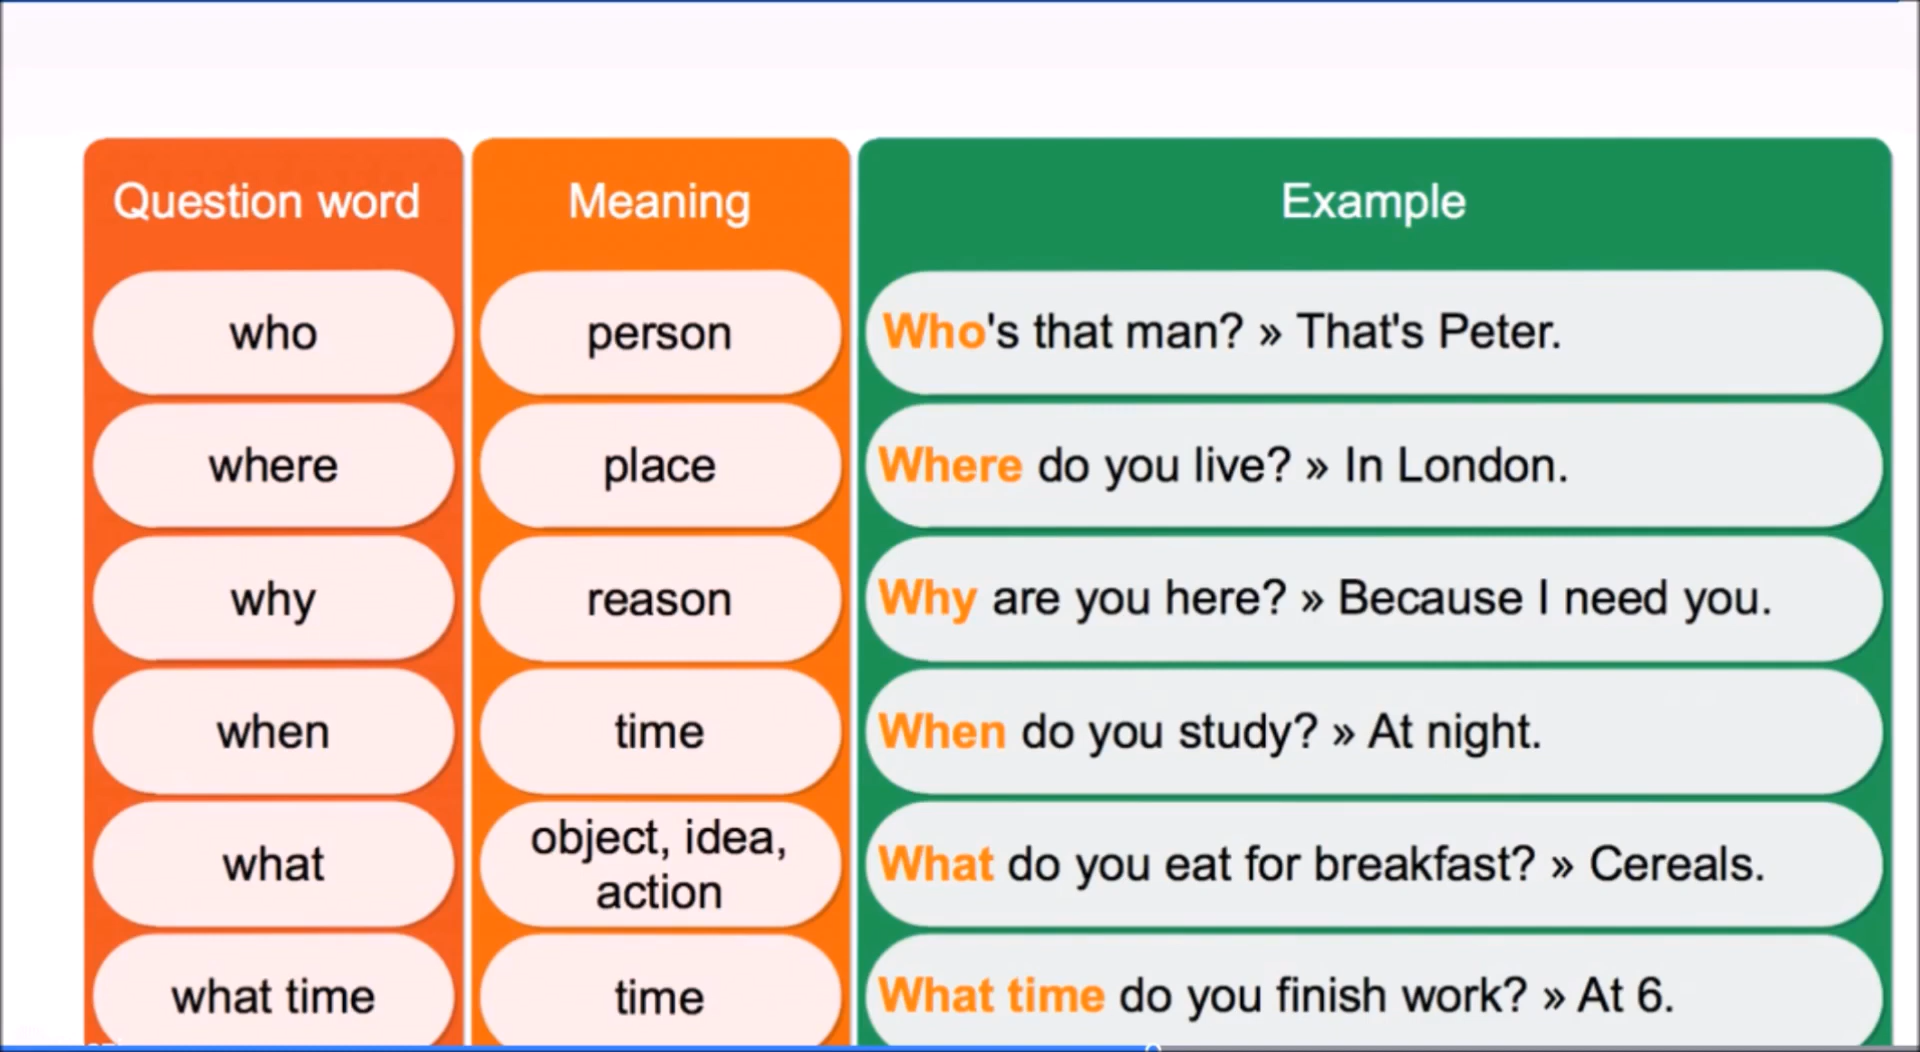 Question word Meaning Example
who person Who's that man? » That's Peter.
where place Where do you live? » In London.
why reason Why are you here? » Because I need you.
when time When do you study? » At night.
what object, idea, action What do you eat for breakfast? » Cereals.
what time time What time do you finish work? » At 6.